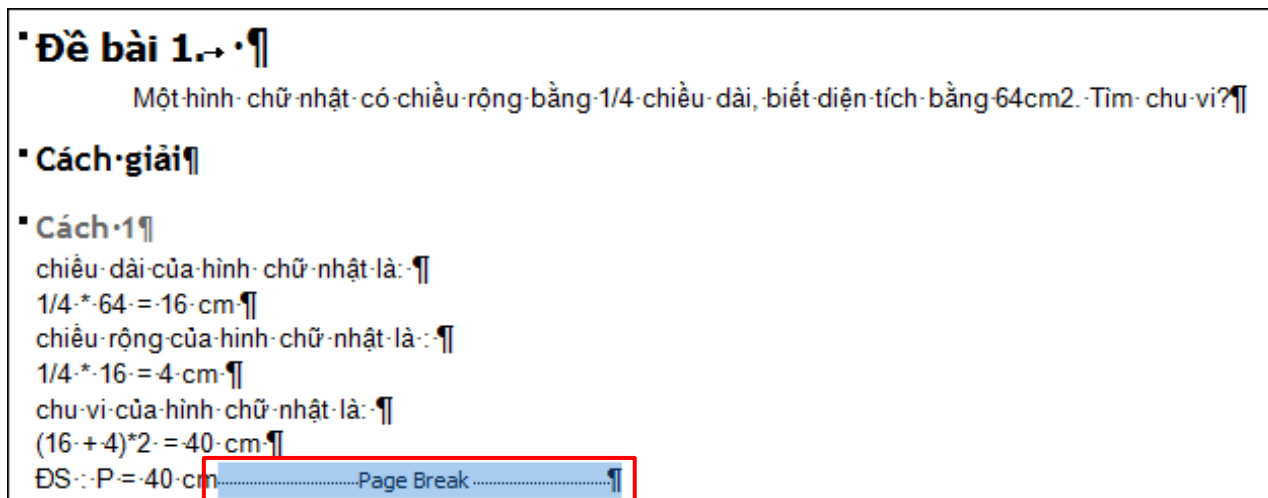 Đề bài 1.→ ·¶
Một·hình·chữ·nhật·có·chiều·rộng·bằng·1/4·chiều·dài,·biết·diện·tích·bằng·64cm2.·Tìm·chu·vi?¶
Cách·giải¶
Cách·1¶
chiều·dài·của·hình·chữ·nhật·là:·¶
1/4·*·64·=·16·cm·¶
chiều·rộng·của·hinh·chữ·nhật·là·:·¶
1/4·*·16·=·4·cm·¶
chu·vi·của·hình·chữ·nhật·là:·¶
(16·+·4)*2·=·40·cm·¶
ĐS·:·P·=·40·cm Page Break ¶